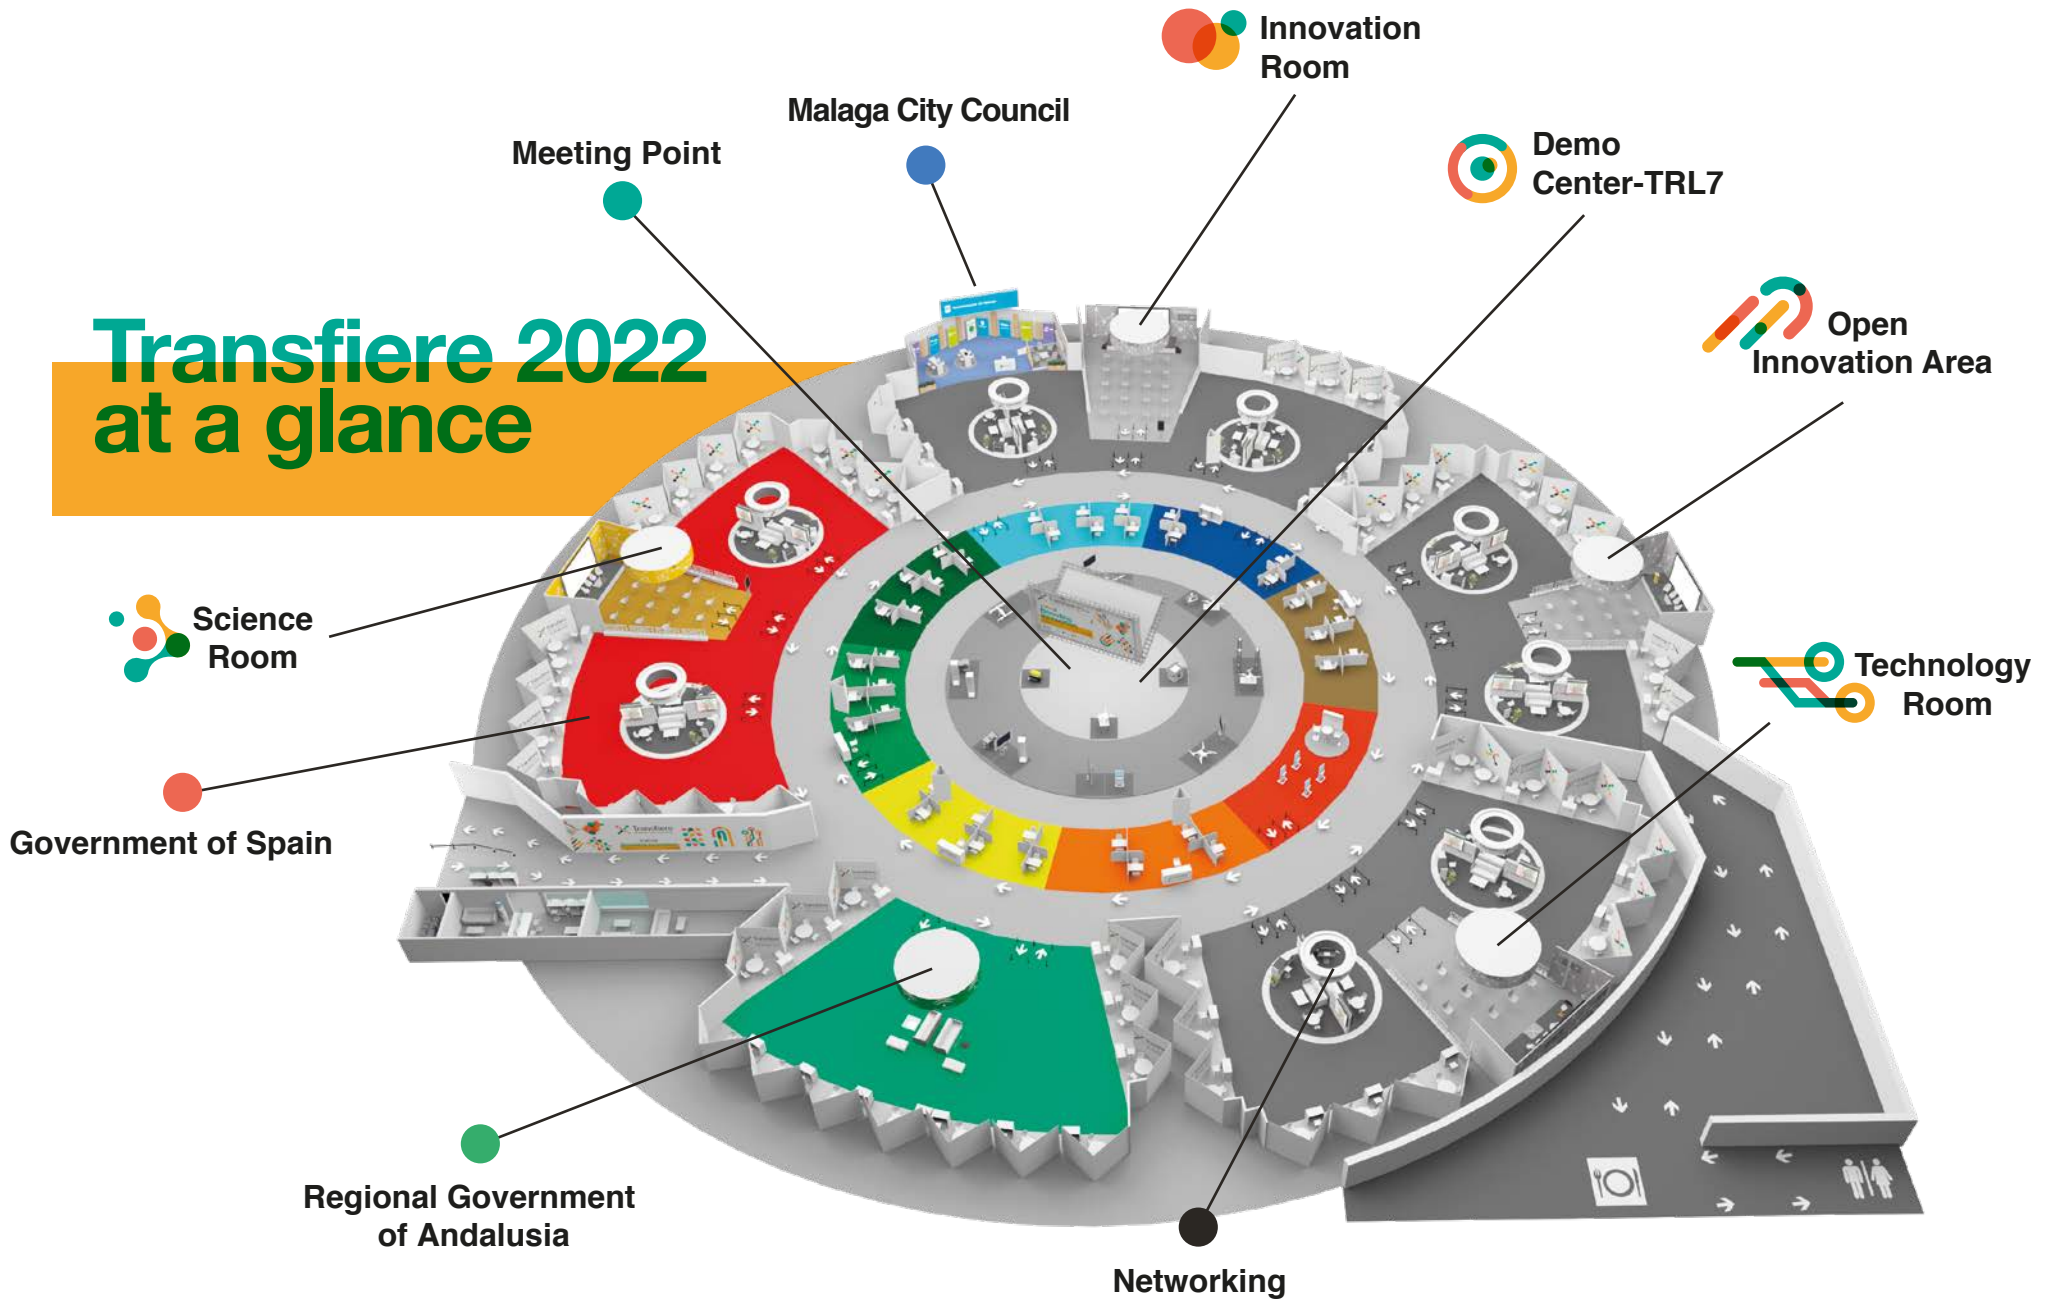 Innovation
Room
Malaga City Council
Meeting Point
Demo
Center-TRL7
Transfiere 2022
at a glance
Open
Innovation Area
Science
Room
Technology
Room
Government of Spain
Transfiere
Regional Government
of Andalusia
Networking